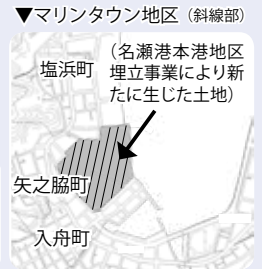 ▼マリンタウン地区（斜線部）
（名瀬港本港地区
埋立事業により新
たに生じた土地）
塩浜町
矢之脇町
入舟町